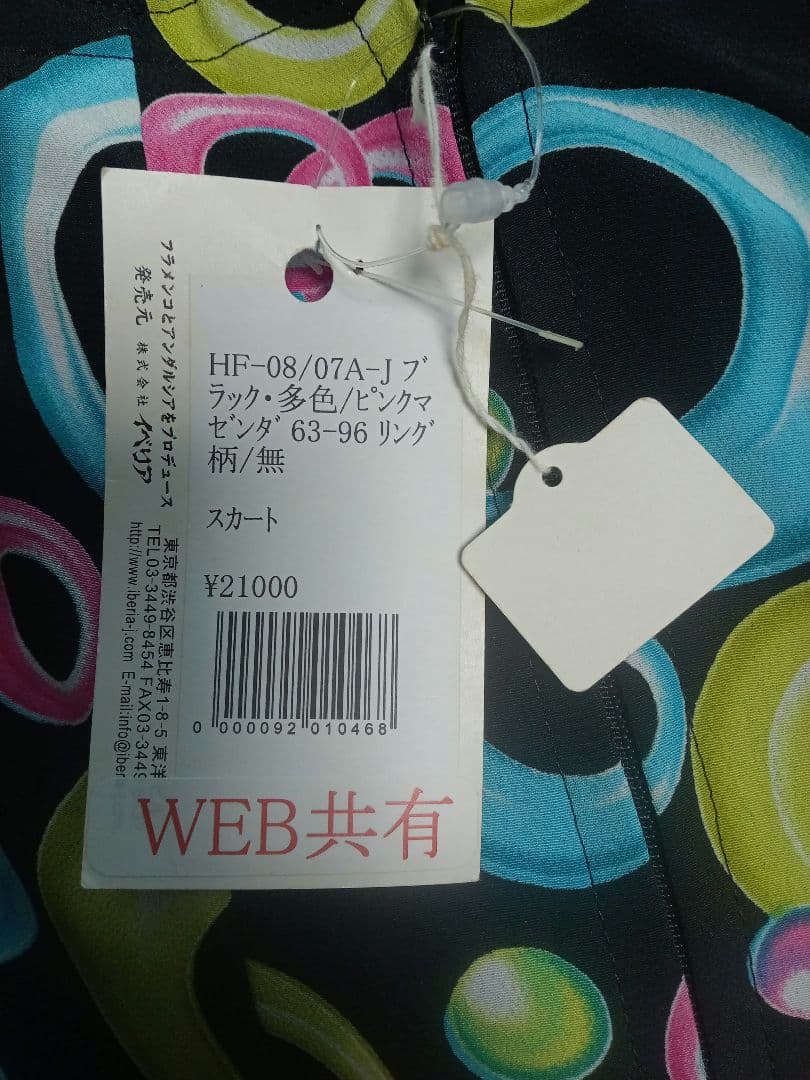 HF-08/07A-J ﾌﾞ
ﾗｯｸ・多色/ﾋﾟﾝｸﾏ
ｾﾞﾝﾀﾞ 63-96 ﾘﾝｸﾞ
柄/無
ｽｶｰﾄ
¥21000
0 000092 010468
WEB共有
フラメンコとアンダルシアをプロデュース
発売元 株式会社 イベリア
東京都渋谷区恵比寿1-8-5 東洋
TEL03-3449-8454 FAX03-3449
http://www.iberia-j.com E-mail:info@iber